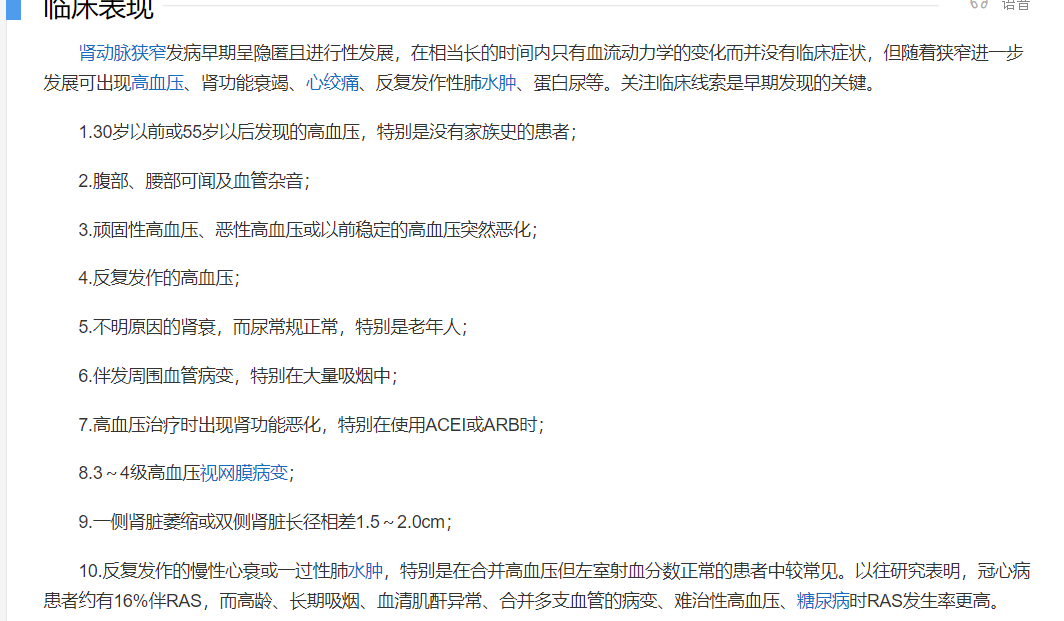 临床表现
语音
肾动脉狭窄发病早期呈隐匿且进行性发展，在相当长的时间内只有血流动力学的变化而并没有临床症状，但随着狭窄进一步
发展可出现高血压、肾功能衰竭、心绞痛、反复发作性肺水肿、蛋白尿等。关注临床线索是早期发现的关键。
1.30岁以前或55岁以后发现的高血压，特别是没有家族史的患者；
2.腹部、腰部可闻及血管杂音；
3.顽固性高血压、恶性高血压或以前稳定的高血压突然恶化；
4.反复发作的高血压；
5.不明原因的肾衰，而尿常规正常，特别是老年人；
6.伴发周围血管病变，特别在大量吸烟中；
7.高血压治疗时出现肾功能恶化，特别在使用ACEI或ARB时；
8.3～4级高血压视网膜病变；
9.一侧肾脏萎缩或双侧肾脏长径相差1.5～2.0cm；
10.反复发作的慢性心衰或一过性肺水肿，特别是在合并高血压但左室射血分数正常的患者中较常见。以往研究表明，冠心病
患者约有16%伴RAS，而高龄、长期吸烟、血清肌酐异常、合并多支血管的病变、难治性高血压、糖尿病时RAS发生率更高。